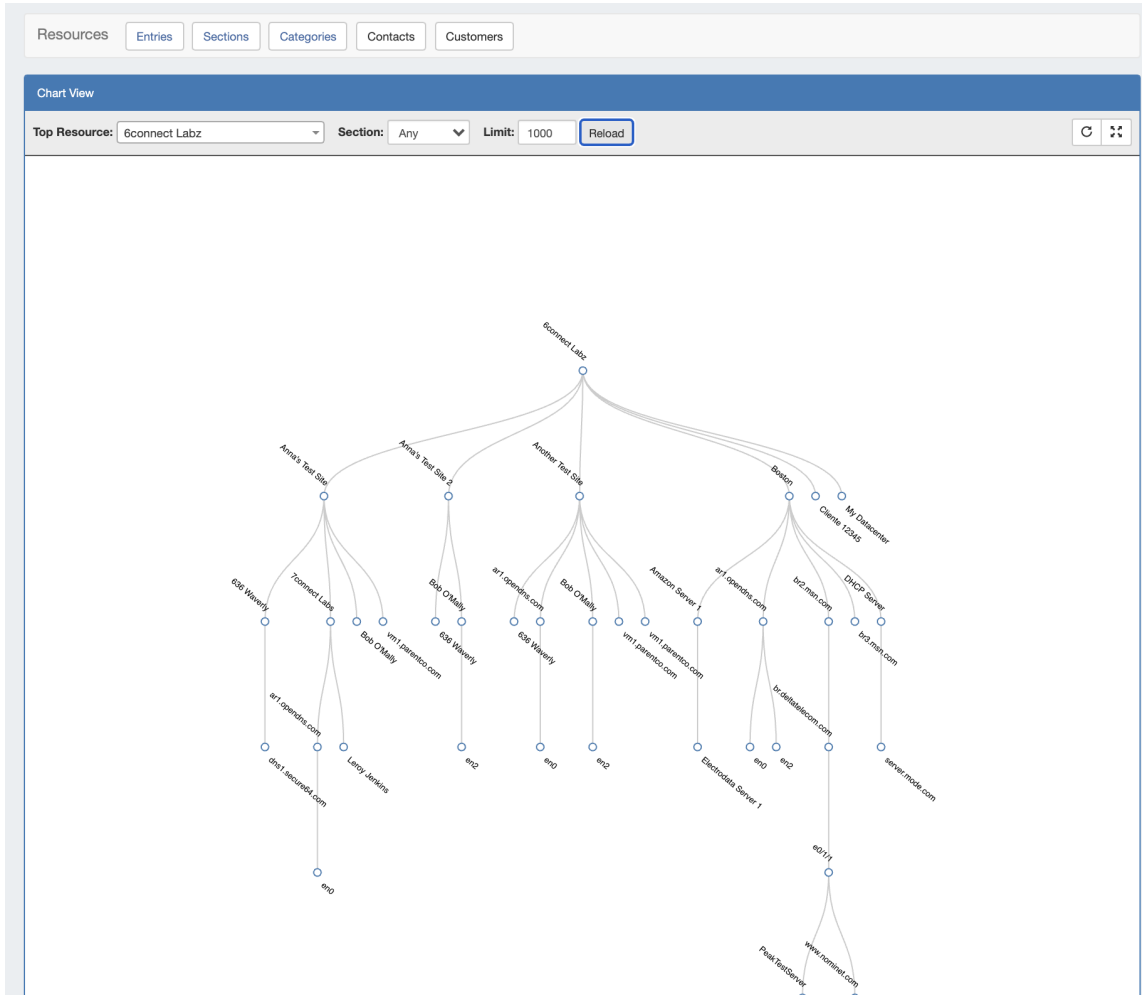 Resources Entries Sections Categories Contacts Customers
Chart View
Top Resource: 6connect Labz Section: Any Limit: 1000 Reload
6connect Labz
Anna's Test Site
Anna's Test Site 2
Another Test Site
Boston
Cliente 12345
My Datacenter
636 Waverly
7connect Labs
Bob O'Mally
vm1.parentco.com
636 Waverly
Bob O'Mally
636 Waverly
ar1.opendns.com
Bob O'Mally
vm1.parentco.com
vm1.parentco.com
Amazon Server 1
ar1.opendns.com
br2.msn.com
br3.msn.com
DHCP Server
dns1.secure64.com
ar1.opendns.com
Leroy Jenkins
en2
en0
en2
Electrodata Server 1
en0
en2
br.deltatelecom.com
server.mode.com
en0
e0/1/1
PeakTestServer
www.nominet.com